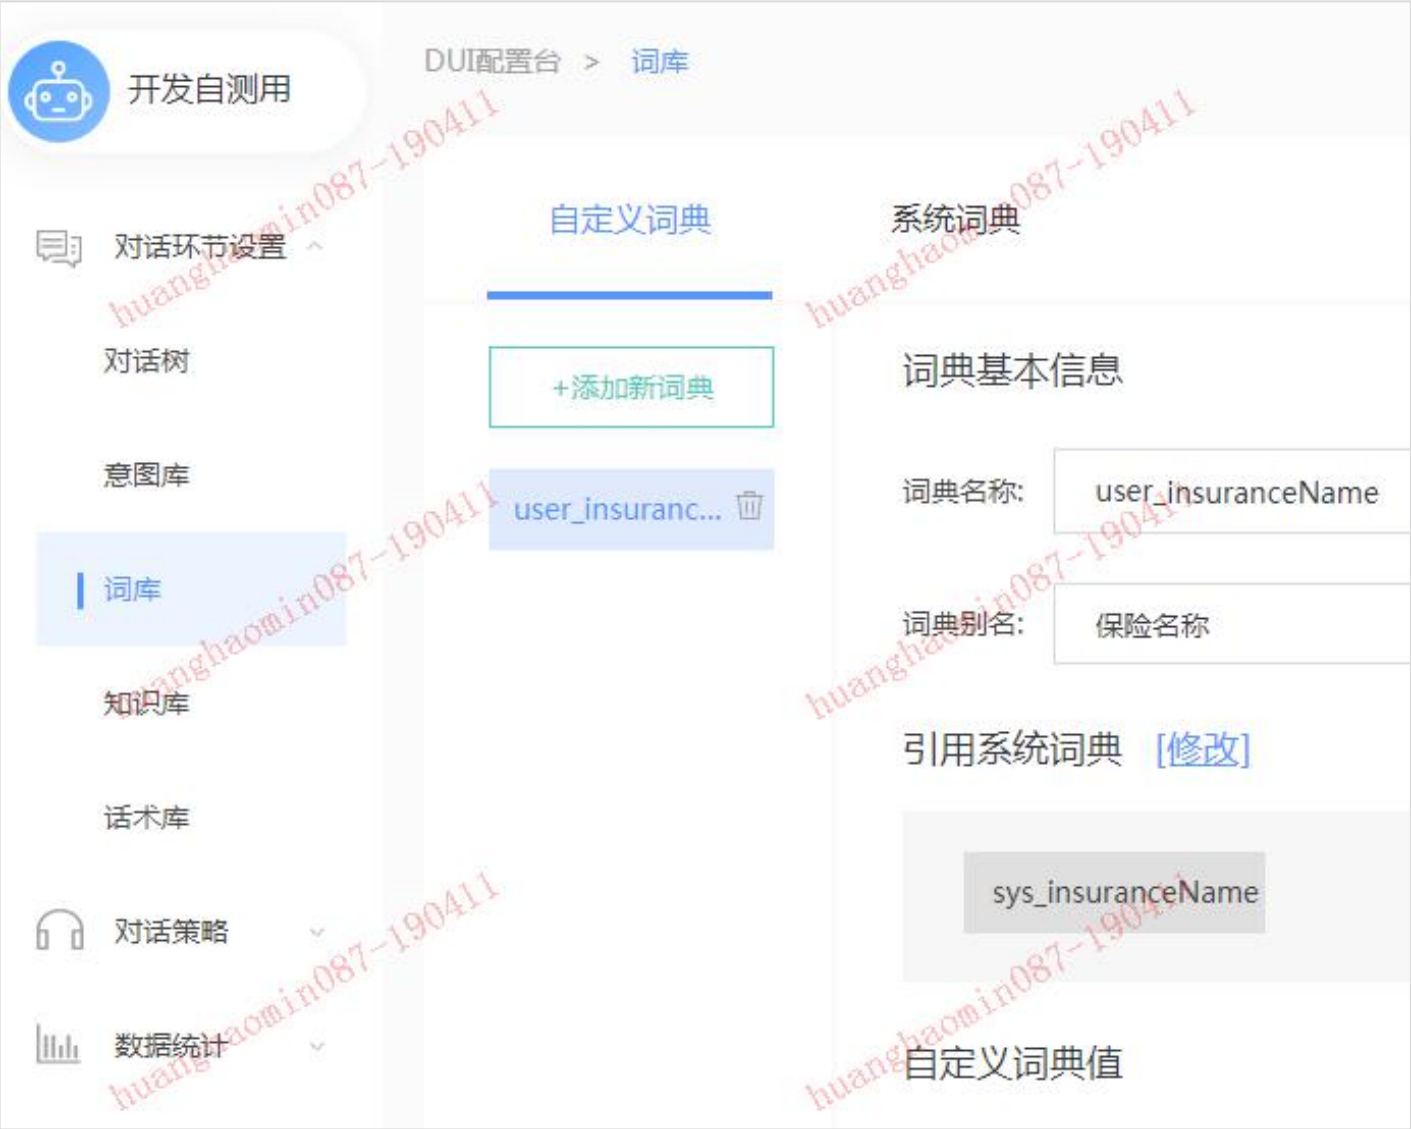 开发自测用
DUI配置台 > 词库
对话环节设置
对话树
意图库
词库
知识库
话术库
对话策略
数据统计
自定义词典
系统词典
+添加新词典
user_insuranc...
词典基本信息
词典名称: user_insuranceName
词典别名: 保险名称
引用系统词典 [修改]
sys_insuranceName
自定义词典值
huanghaomin087-190411
huanghaomin087-190411
huanghaomin087-190411
huanghaomin087-190411
huanghaomin087-190411
huanghaomin087-190411